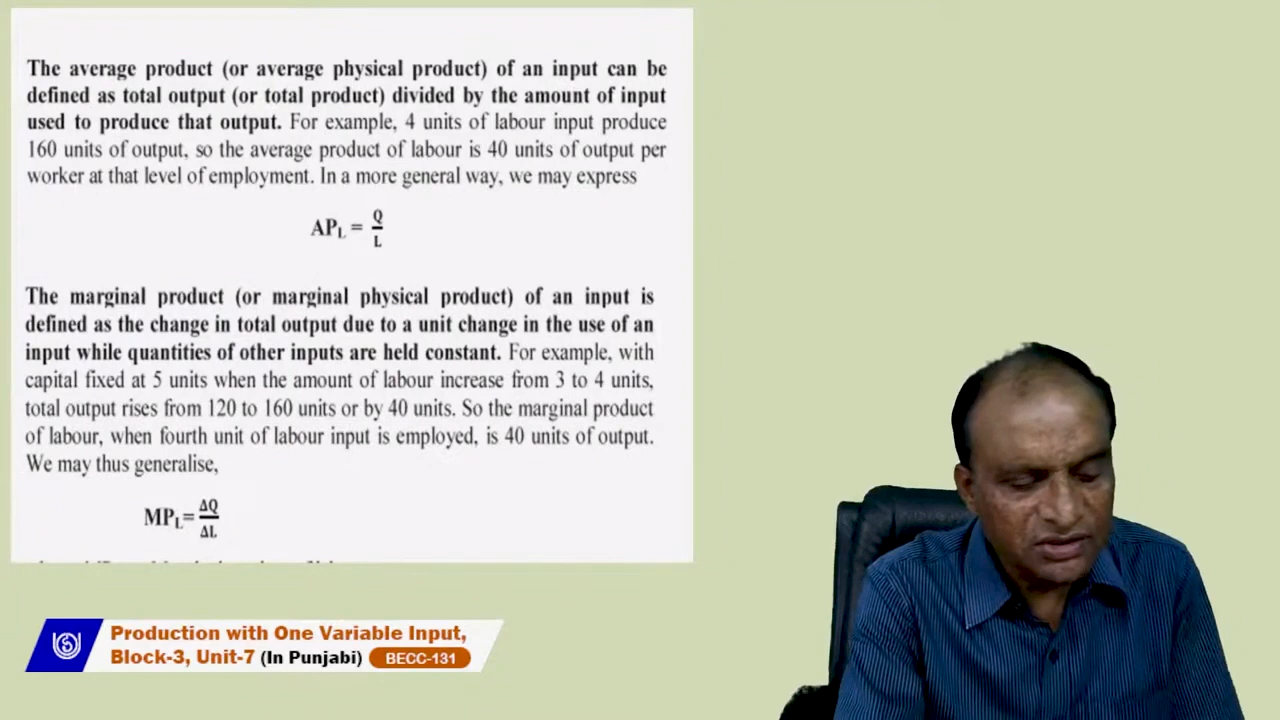 The average product (or average physical product) of an input can be
defined as total output (or total product) divided by the amount of input
used to produce that output. For example, 4 units of labour input produce
160 units of output, so the average product of labour is 40 units of output per
worker at that level of employment. In a more general way, we may express
AP_L = Q/L
The marginal product (or marginal physical product) of an input is
defined as the change in total output due to a unit change in the use of an
input while quantities of other inputs are held constant. For example, with
capital fixed at 5 units when the amount of labour increase from 3 to 4 units,
total output rises from 120 to 160 units or by 40 units. So the marginal product
of labour, when fourth unit of labour input is employed, is 40 units of output.
We may thus generalise,
MP_L= ΔQ/ΔL
Production with One Variable Input,
Block-3, Unit-7 (In Punjabi) BECC-131